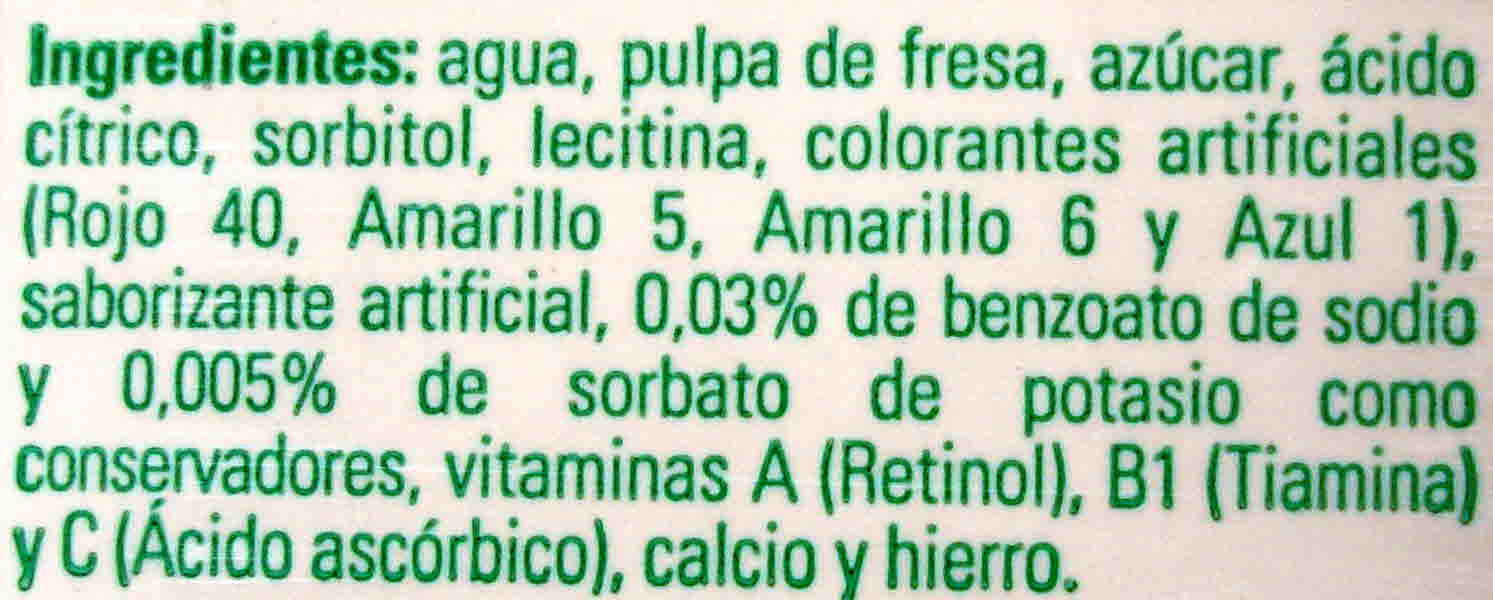 Ingredientes: agua, pulpa de fresa, azúcar, ácido
cítrico, sorbitol, lecitina, colorantes artificiales
(Rojo 40, Amarillo 5, Amarillo 6 y Azul 1),
saborizante artificial, 0,03% de benzoato de sodio
y 0,005% de sorbato de potasio como
conservadores, vitaminas A (Retinol), B1 (Tiamina)
y C (Ácido ascórbico), calcio y hierro.